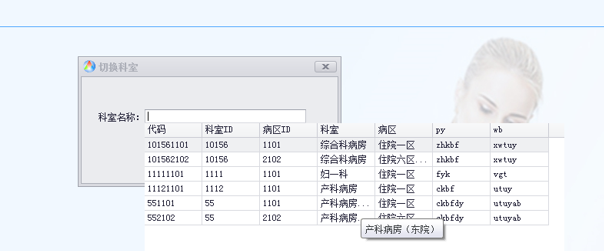 切换科室
科室名称：
代码 科室ID 病区ID 科室 病区 py wb
101561101 10156 1101 综合科病房 住院一区 zhkbf xwtuy
101562102 10156 2102 综合科病房 住院六区... zhkbf xwtuy
11111101 1111 1101 妇一科 住院一区 fyk vgt
11121101 1112 1101 产科病房 住院一区 ckbf utuy
551101 55 1101 产科病房... 住院一区 ckbfdy utuyab
552102 55 2102 产科病房... 住院六区 ckbfdy utuyab
产科病房（东院）